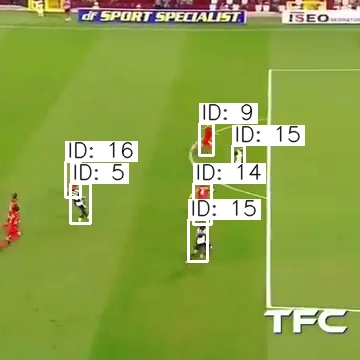 df SPORT SPECIALIST
ISEO
ID: 9
ID: 15
ID: 16
ID: 5
ID: 14
ID: 15
TFC